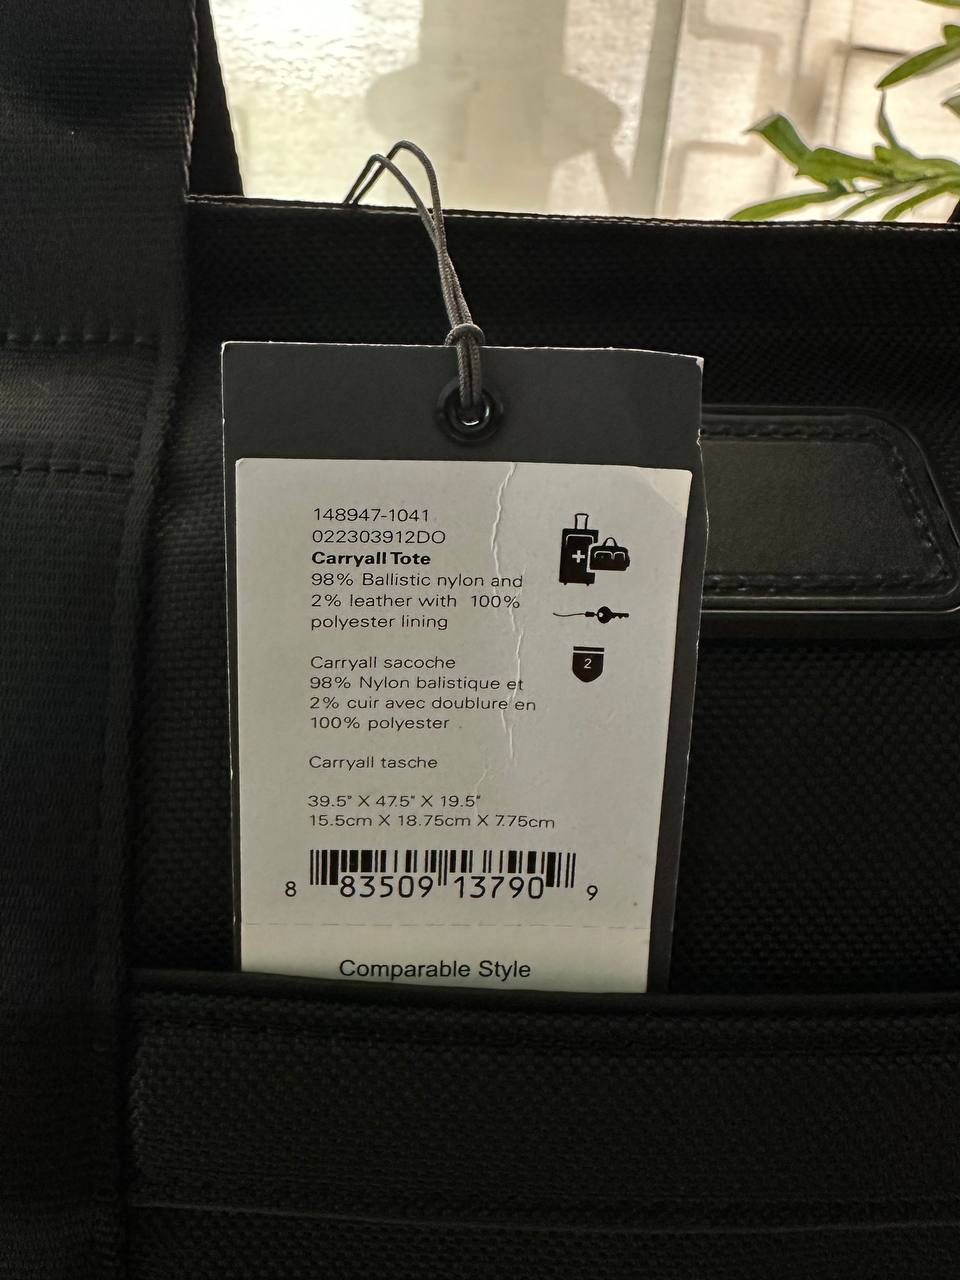 148947-1041
022303912DO
Carryall Tote
98% Ballistic nylon and
2% leather with 100%
polyester lining
Carryall sacoche
98% Nylon balistique et
2% cuir avec doublure en
100% polyester
Carryall tasche
39.5" X 47.5" X 19.5"
15.5cm X 18.75cm X 7.75cm
8 83509 13790 9
Comparable Style
2